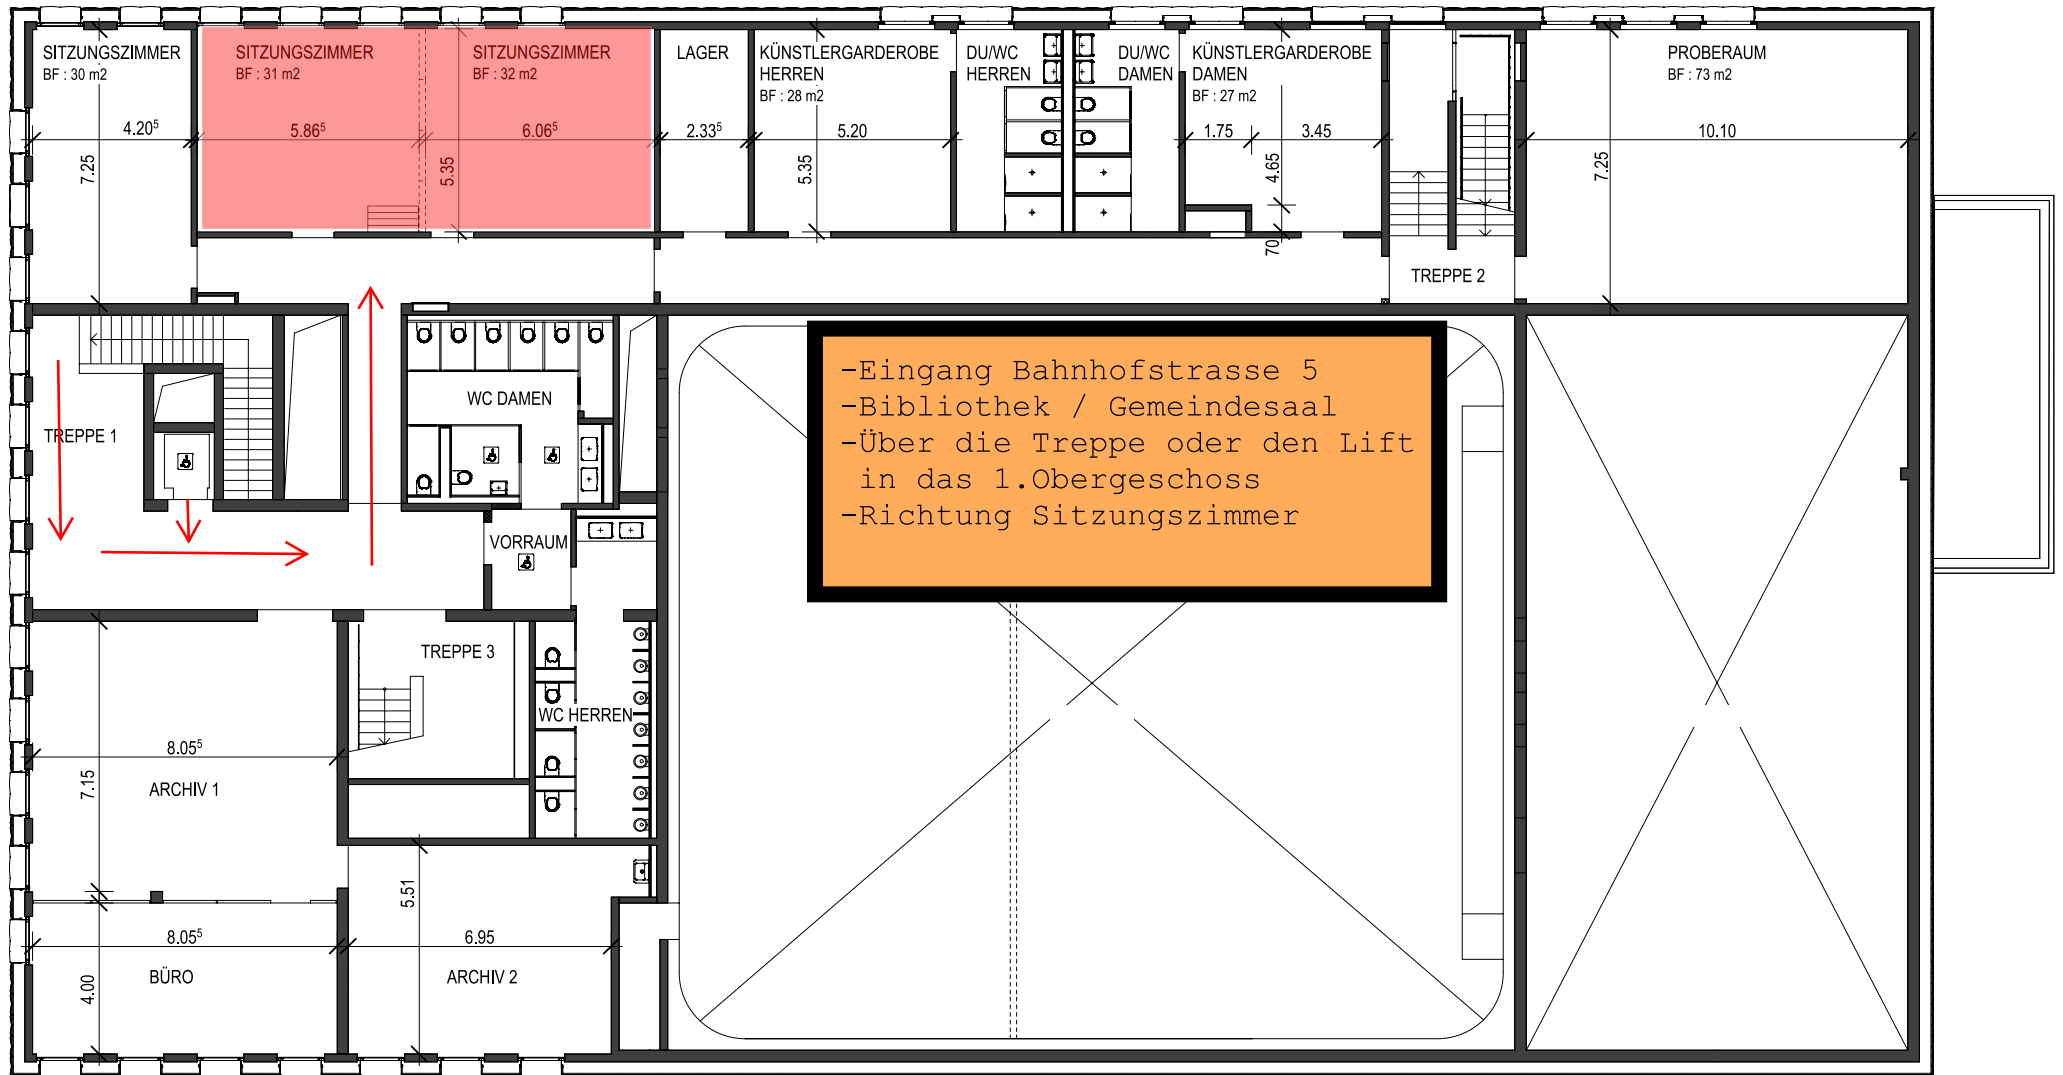 SITZUNGSZIMMER
BF : 30 m2
SITZUNGSZIMMER
BF : 31 m2
SITZUNGSZIMMER
BF : 32 m2
LAGER
KÜNSTLERGARDEROBE
HERREN
BF : 28 m2
DU/WC
HERREN
DU/WC
DAMEN
KÜNSTLERGARDEROBE
DAMEN
BF : 27 m2
PROBERAUM
BF : 73 m2
4.20⁵
5.86⁵
6.06⁵
2.33⁵
5.20
1.75
3.45
10.10
7.25
5.35
5.35
4.65
7.25
70
TREPPE 2
TREPPE 1
WC DAMEN
VORRAUM
-Eingang Bahnhofstrasse 5
-Bibliothek / Gemeindesaal
-Über die Treppe oder den Lift
in das 1.Obergeschoss
-Richtung Sitzungszimmer
TREPPE 3
WC HERREN
8.05⁵
7.15
ARCHIV 1
5.51
8.05⁵
6.95
4.00
BÜRO
ARCHIV 2